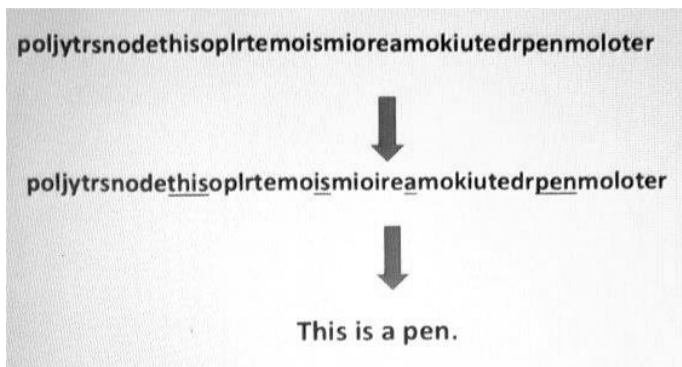 poljytrsnodethisoplrtemoismioreamokiutedrpenmoloter
poljytrsnodethisoplrtemoismioireamokiutedrpenmoloter
This is a pen.